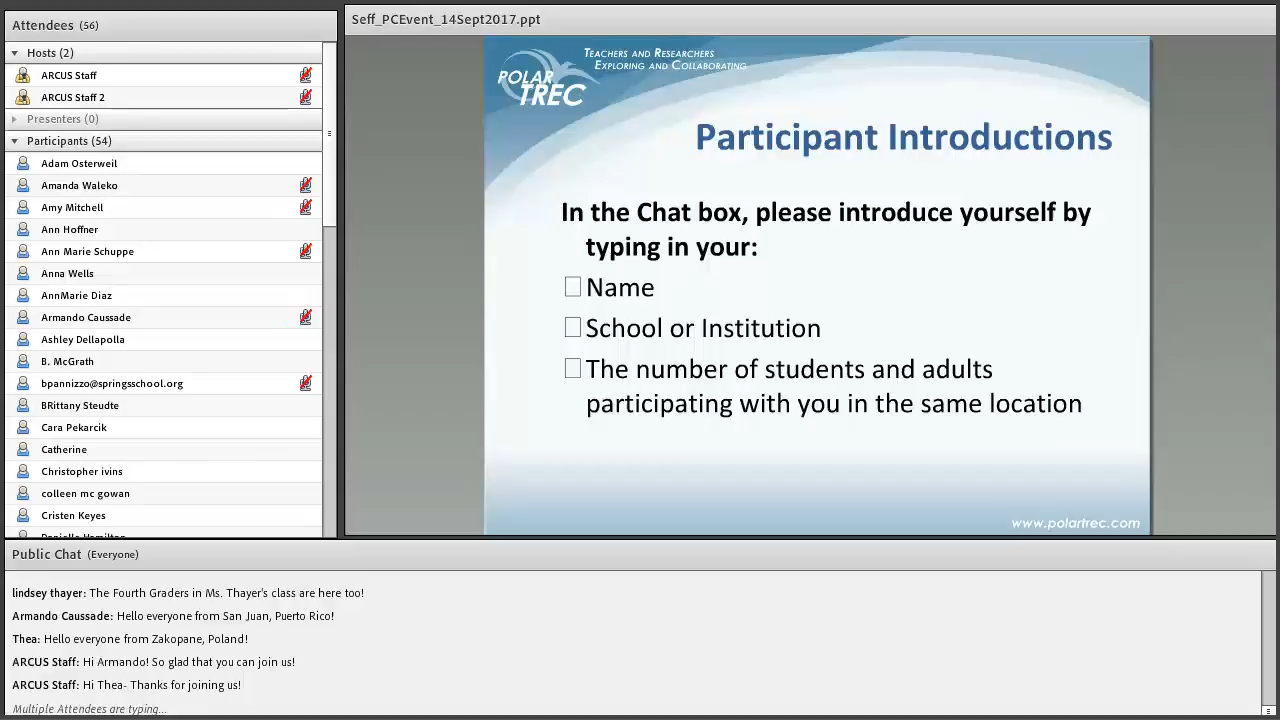 Attendees (56)
Hosts (2)
ARCUS Staff
ARCUS Staff 2
Presenters (0)
Participants (54)
Adam Osterweil
Amanda Waleko
Amy Mitchell
Ann Hoffner
Ann Marie Schuppe
Anna Wells
AnnMarie Diaz
Armando Caussade
Ashley Dellapolla
B. McGrath
bpannizzo@springsschool.org
BRittany Steudte
Cara Pekarcik
Catherine
Christopher ivins
colleen mc gowan
Cristen Keyes
Danielle Hamilton
Seff_PCEvent_14Sept2017.ppt
TEACHERS AND RESEARCHERS
EXPLORING AND COLLABORATING
POLAR
TREC
Participant Introductions
In the Chat box, please introduce yourself by
typing in your:
Name
School or Institution
The number of students and adults
participating with you in the same location
www.polartrec.com
Public Chat (Everyone)
lindsey thayer: The Fourth Graders in Ms. Thayer's class are here too!
Armando Caussade: Hello everyone from San Juan, Puerto Rico!
Thea: Hello everyone from Zakopane, Poland!
ARCUS Staff: Hi Armando! So glad that you can join us!
ARCUS Staff: Hi Thea- Thanks for joining us!
Multiple Attendees are typing...